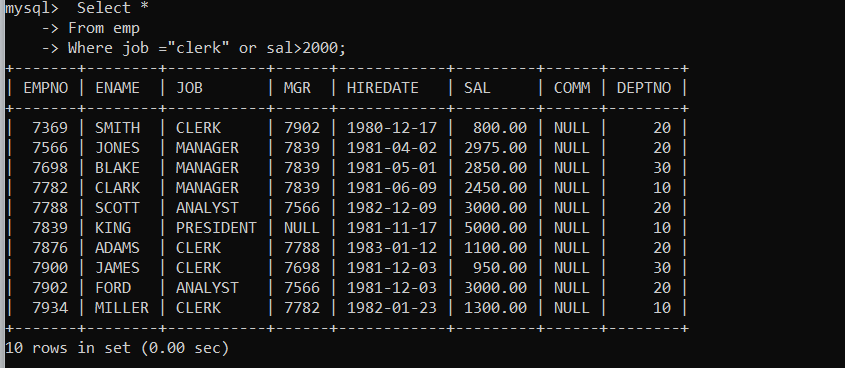 mysql>  Select *
    -> From emp
    -> Where job ="clerk" or sal>2000;
+-------+--------+-----------+------+------------+---------+------+--------+
| EMPNO | ENAME  | JOB       | MGR  | HIREDATE   | SAL     | COMM | DEPTNO |
+-------+--------+-----------+------+------------+---------+------+--------+
|  7369 | SMITH  | CLERK     | 7902 | 1980-12-17 |  800.00 | NULL |     20 |
|  7566 | JONES  | MANAGER   | 7839 | 1981-04-02 | 2975.00 | NULL |     20 |
|  7698 | BLAKE  | MANAGER   | 7839 | 1981-05-01 | 2850.00 | NULL |     30 |
|  7782 | CLARK  | MANAGER   | 7839 | 1981-06-09 | 2450.00 | NULL |     10 |
|  7788 | SCOTT  | ANALYST   | 7566 | 1982-12-09 | 3000.00 | NULL |     20 |
|  7839 | KING   | PRESIDENT | NULL | 1981-11-17 | 5000.00 | NULL |     10 |
|  7876 | ADAMS  | CLERK     | 7788 | 1983-01-12 | 1100.00 | NULL |     20 |
|  7900 | JAMES  | CLERK     | 7698 | 1981-12-03 |  950.00 | NULL |     30 |
|  7902 | FORD   | ANALYST   | 7566 | 1981-12-03 | 3000.00 | NULL |     20 |
|  7934 | MILLER | CLERK     | 7782 | 1982-01-23 | 1300.00 | NULL |     10 |
+-------+--------+-----------+------+------------+---------+------+--------+
10 rows in set (0.00 sec)